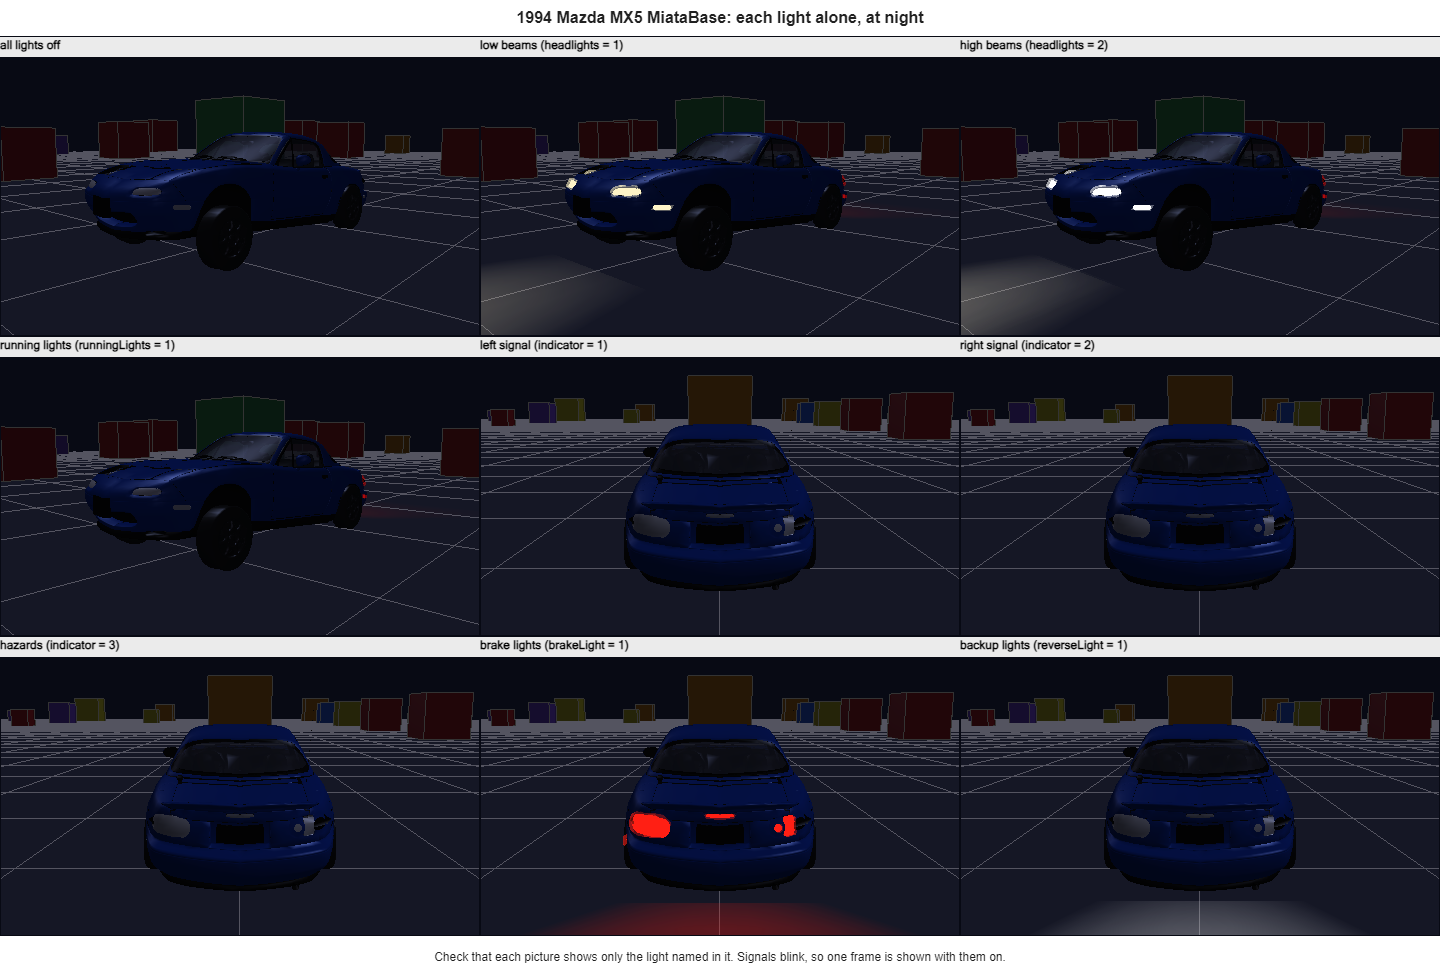 1994 Mazda MX5 MiataBase: each light alone, at night
all lights off
low beams (headlights = 1)
high beams (headlights = 2)
running lights (runningLights = 1)
left signal (indicator = 1)
right signal (indicator = 2)
hazards (indicator = 3)
brake lights (brakeLight = 1)
backup lights (reverseLight = 1)
Check that each picture shows only the light named in it. Signals blink, so one frame is shown with them on.